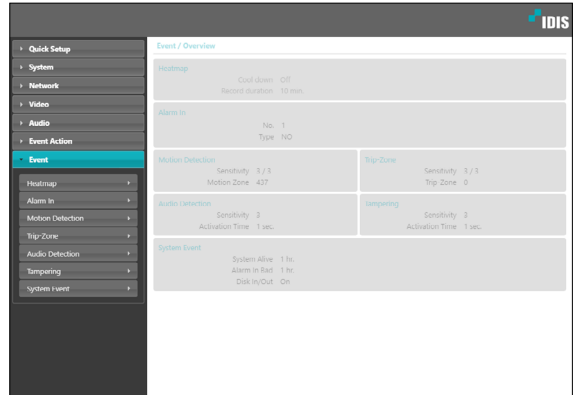 IDIS
Quick Setup
System
Network
Video
Audio
Event Action
Event
Heatmap
Alarm In
Motion Detection
Trip-Zone
Audio Detection
Tampering
System Event
Event / Overview
Heatmap
Cool down Off
Record duration 10 min.
Alarm In
No. 1
Type NO
Motion Detection
Sensitivity 3 / 3
Motion Zone 437
Trip-Zone
Sensitivity 3 / 3
Trip Zone 0
Audio Detection
Sensitivity 3
Activation Time 1 sec.
Tampering
Sensitivity 3
Activation Time 1 sec.
System Event
System Alive 1 hr.
Alarm In Bad 1 hr.
Disk In/Out On